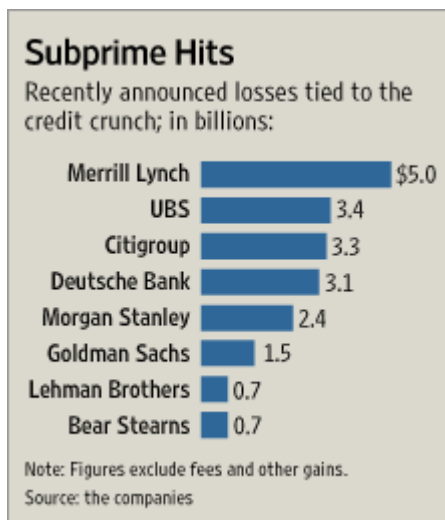 Subprime Hits
Recently announced losses tied to the
credit crunch; in billions:
Merrill Lynch $5.0
UBS 3.4
Citigroup 3.3
Deutsche Bank 3.1
Morgan Stanley 2.4
Goldman Sachs 1.5
Lehman Brothers 0.7
Bear Stearns 0.7
Note: Figures exclude fees and other gains.
Source: the companies